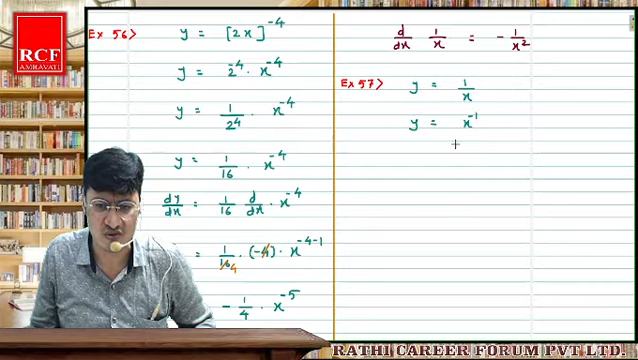 RCF
AMRAVATI
Ex 56> y = [2x]⁻⁴
y = 2⁻⁴ · x⁻⁴
y = 1/2⁴ · x⁻⁴
y = 1/16 · x⁻⁴
dy/dx = 1/16 d/dx · x⁻⁴
= 1/16 4 · (-4) · x⁻⁴⁻¹
- 1/4 · x⁻⁵
d/dx 1/x = - 1/x²
Ex 57> y = 1/x
y = x⁻¹
RATHI CAREER FORUM PVT. LTD.